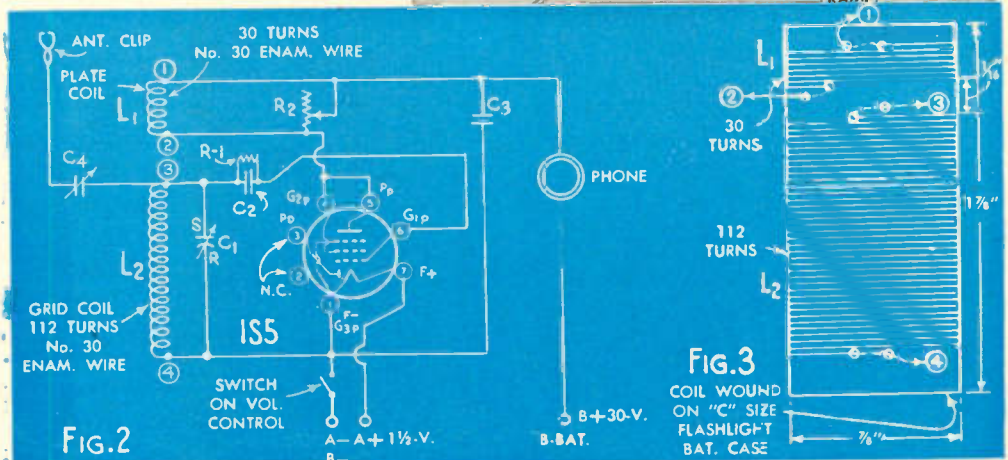 ANT. CLIP
30 TURNS
No. 30 ENAM. WIRE
PLATE
COIL
L1
1
2
3
R2
R-1
C4
C2
C3
PHONE
G2P
PP
4
5
PD
3
G1P
6
S
C1
R
2
N.C.
7
F+
1
F-
G3P
L2
GRID COIL
112 TURNS
No. 30
ENAM. WIRE
4
1S5
SWITCH
ON VOL.
CONTROL
A- A+ 1½-V.
B-
B+30-V.
B-BAT.
FIG.2
1
L1
2
3
30
TURNS
1⅞"
112
TURNS
L2
4
FIG.3
COIL WOUND
ON "C" SIZE
FLASHLIGHT
BAT. CASE
⅞"